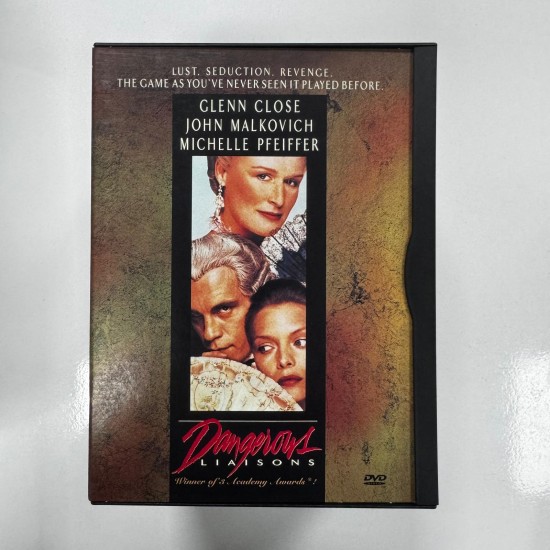 LUST. SEDUCTION. REVENGE.
THE GAME AS YOU'VE NEVER SEEN IT PLAYED BEFORE.
GLENN CLOSE
JOHN MALKOVICH
MICHELLE PFEIFFER
Dangerous
LIAISONS
Winner of 3 Academy Awards®!
DVD